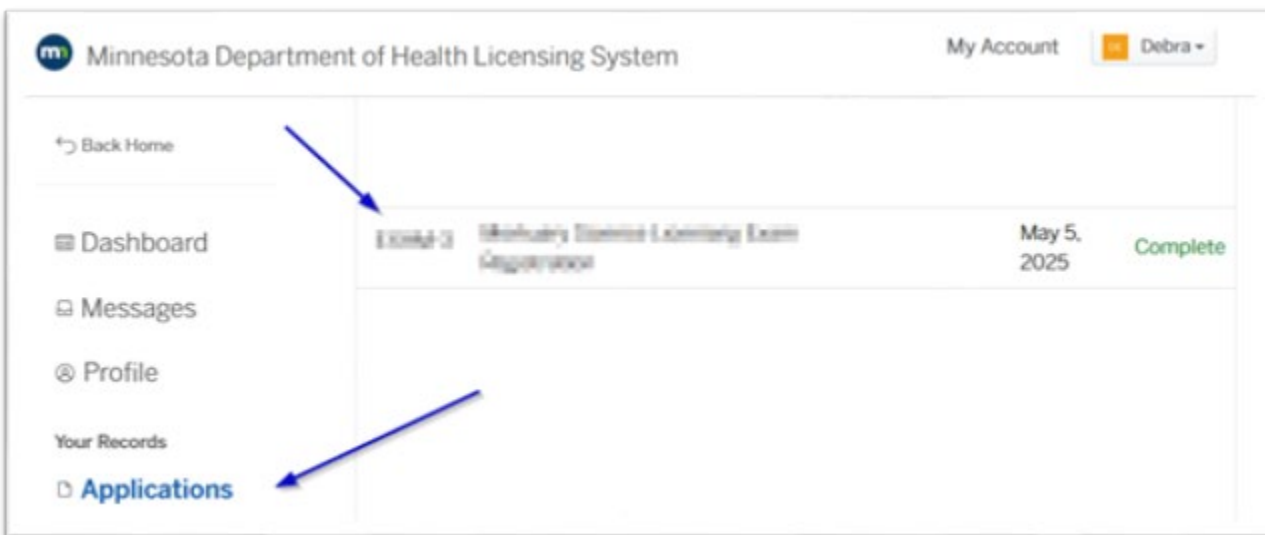 mn Minnesota Department of Health Licensing System My Account Debra
Back Home
Dashboard
Messages
Profile
Your Records
Applications
May 5,
2025
Complete